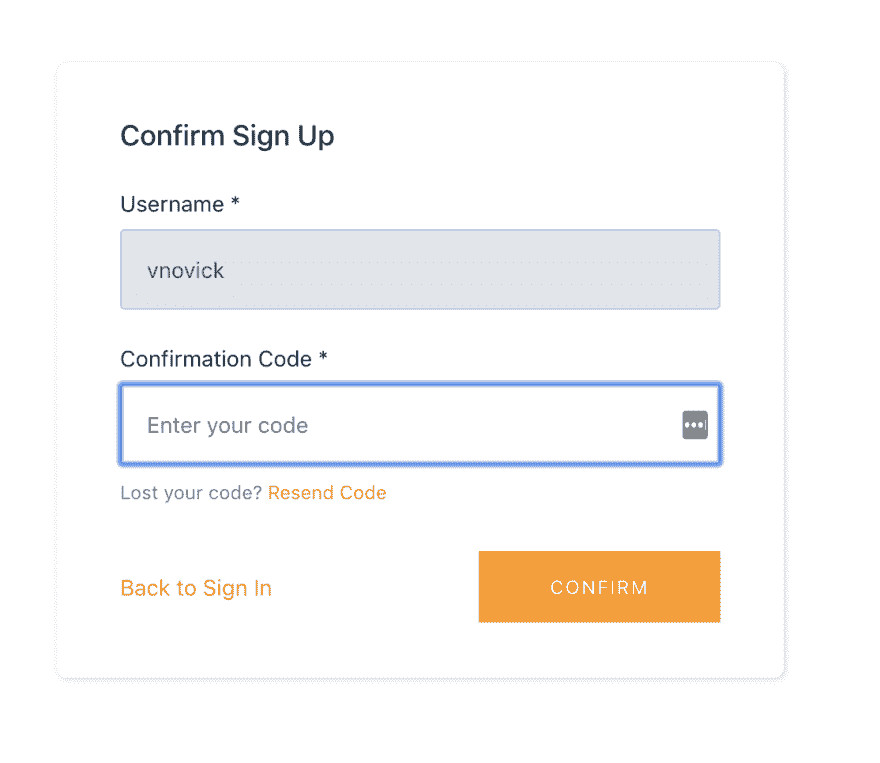 Confirm Sign Up
Username *
vnovick
Confirmation Code *
Enter your code
Lost your code? Resend Code
Back to Sign In
CONFIRM